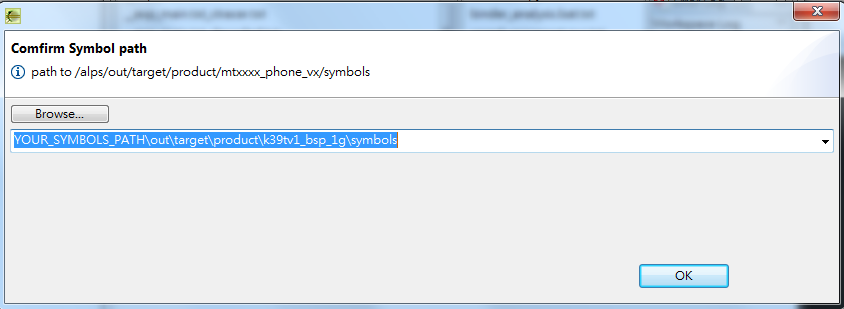 Comfirm Symbol path
path to /alps/out/target/product/mtxxxx_phone_vx/symbols
Browse...
YOUR_SYMBOLS_PATH\out\target\product\k39tv1_bsp_1g\symbols
OK